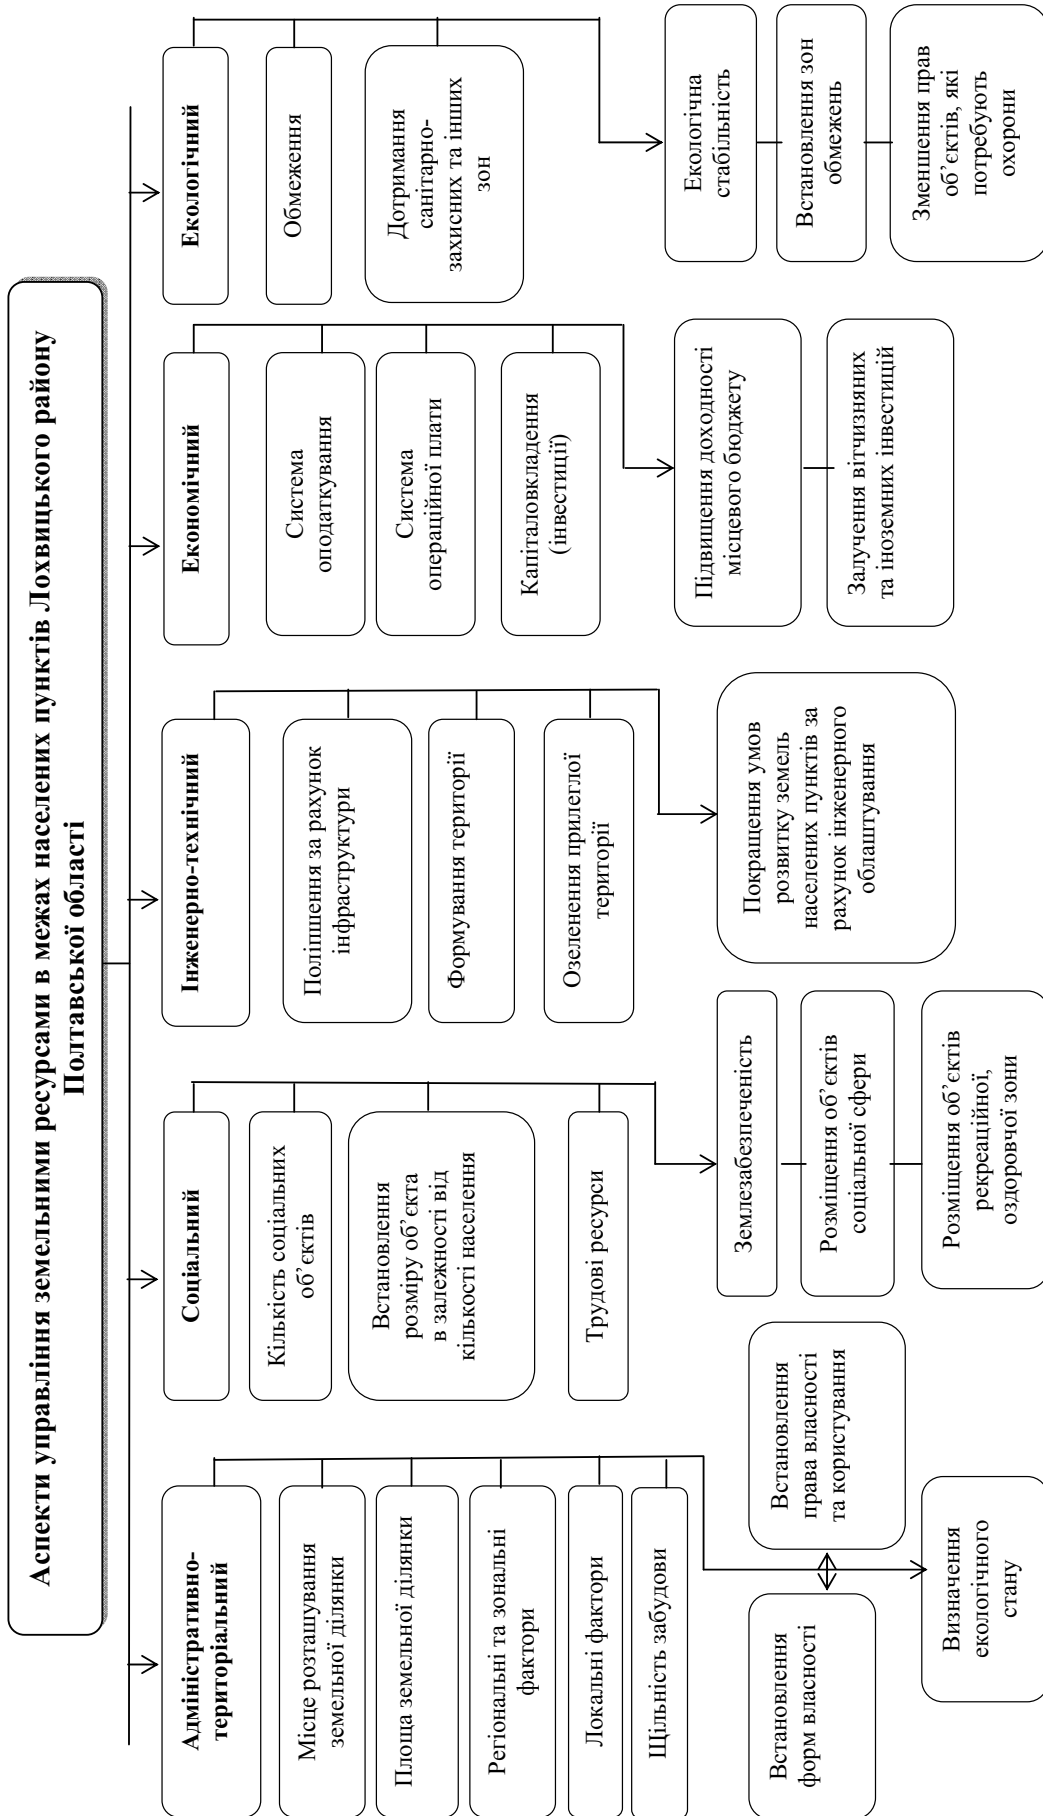 Аспекти управління земельними ресурсами в межах населених пунктів Лохвицького району
Полтавської області
Адміністративно-
територіальний
Місце розташування
земельної ділянки
Площа земельної ділянки
Регіональні та зональні
фактори
Локальні фактори
Щільність забудови
Встановлення
форм власності
Встановлення
права власності
та користування
Визначення
екологічного
стану
Соціальний
Кількість соціальних
об’єктів
Встановлення
розміру об’єкта
в залежності від
кількості населення
Трудові ресурси
Землезабезпеченість
Розміщення об’єктів
соціальної сфери
Розміщення об’єктів
рекреаційної,
оздоровчої зони
Інженерно-технічний
Поліпшення за рахунок
інфраструктури
Формування території
Озеленення прилеглої
території
Покращення умов
розвитку земель
населених пунктів за
рахунок інженерного
облаштування
Економічний
Система
оподаткування
Система
операційної плати
Капіталовкладення
(інвестиції)
Підвищення доходності
місцевого бюджету
Залучення вітчизняних
та іноземних інвестицій
Екологічний
Обмеження
Дотримання
санітарно-
захисних та інших
зон
Екологічна
стабільність
Встановлення зон
обмежень
Зменшення прав
об’єктів, які
потребують
охорони